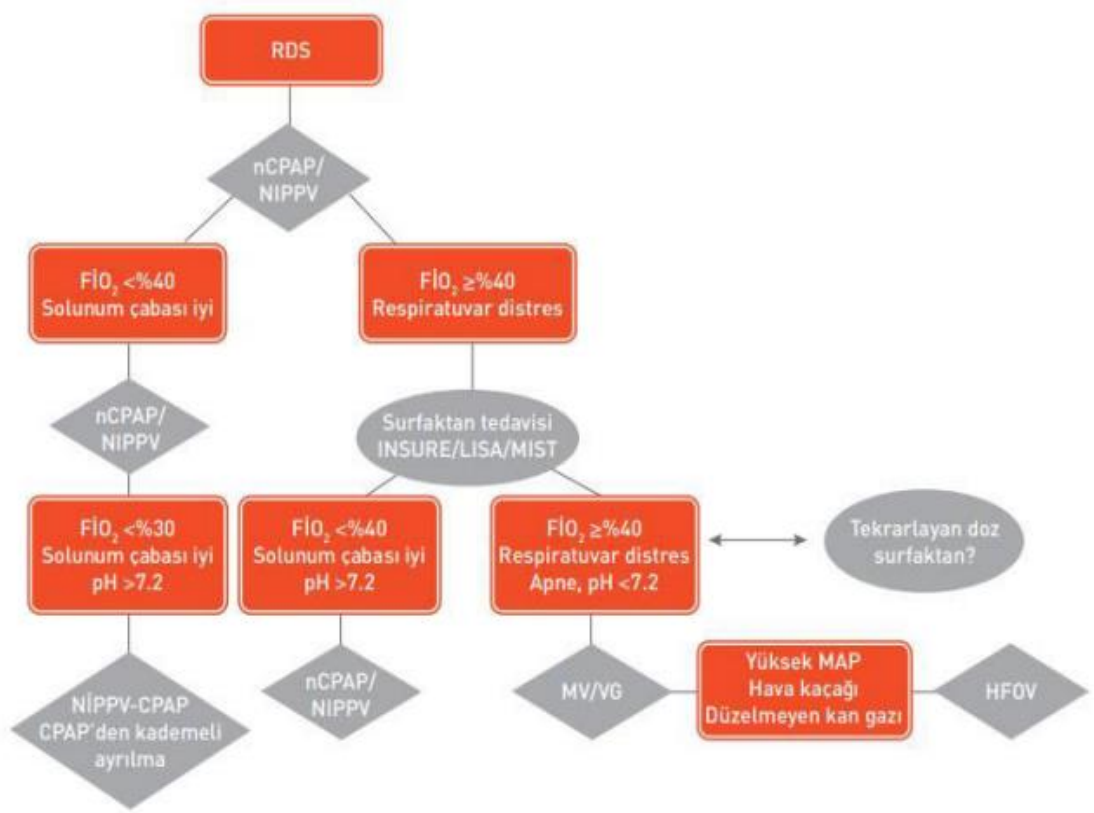 RDS
nCPAP/
NIPPV
FİO₂ <%40
Solunum çabası iyi
FİO₂ ≥%40
Respiratuvar distres
nCPAP/
NIPPV
Surfaktan tedavisi
INSURE/LISA/MIST
FİO₂ <%30
Solunum çabası iyi
pH >7.2
FİO₂ <%40
Solunum çabası iyi
pH >7.2
FİO₂ ≥%40
Respiratuvar distres
Apne, pH <7.2
Tekrarlayan doz
surfaktan?
NİPPV-CPAP
CPAP'den kademeli
ayrılma
nCPAP/
NIPPV
MV/VG
Yüksek MAP
Hava kaçağı
Düzelmeyen kan gazı
HFOV